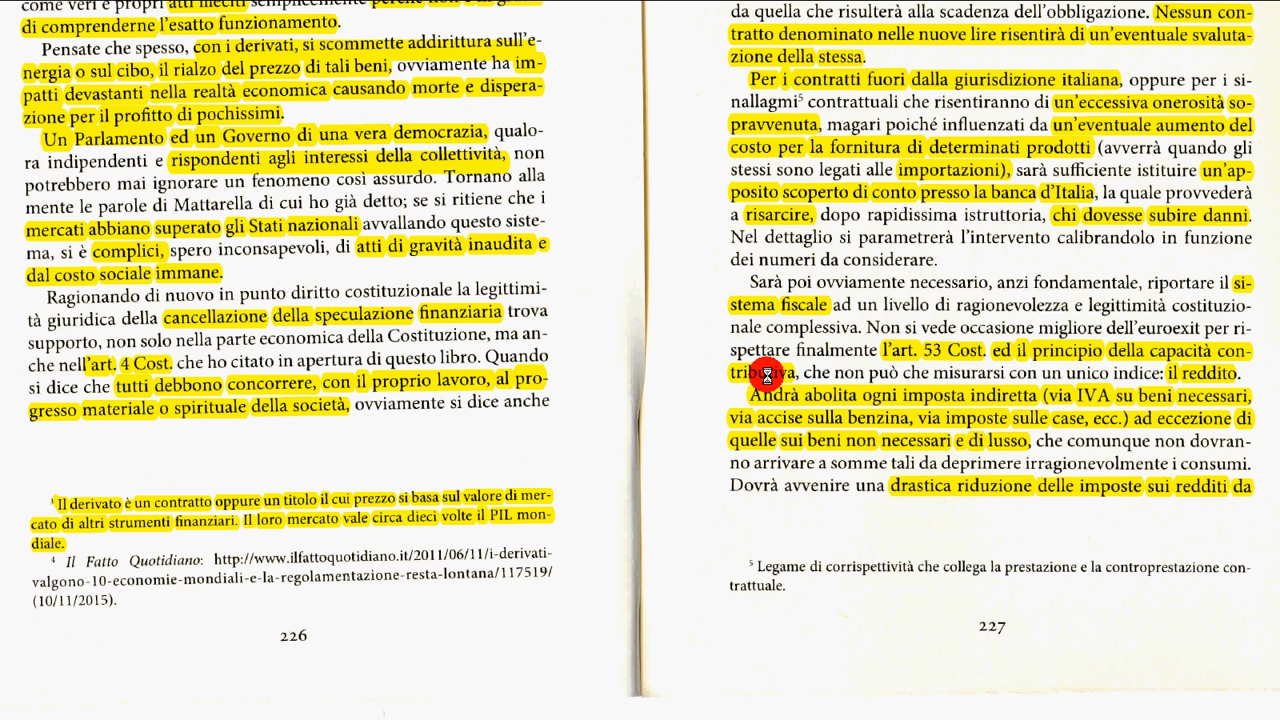 come veri e propri atti illeciti semplicemente perché non
di comprenderne l'esatto funzionamento.
Pensate che spesso, con i derivati, si scommette addirittura sull'e-
nergia o sul cibo, il rialzo del prezzo di tali beni, ovviamente ha im-
patti devastanti nella realtà economica causando morte e dispera-
zione per il profitto di pochissimi.
Un Parlamento ed un Governo di una vera democrazia, qualo-
ra indipendenti e rispondenti agli interessi della collettività, non
potrebbero mai ignorare un fenomeno così assurdo. Tornano alla
mente le parole di Mattarella di cui ho già detto; se si ritiene che i
mercati abbiano superato gli Stati nazionali avvallando questo siste-
ma, si è complici, spero inconsapevoli, di atti di gravità inaudita e
dal costo sociale immane.
Ragionando di nuovo in punto diritto costituzionale la legittimi-
tà giuridica della cancellazione della speculazione finanziaria trova
supporto, non solo nella parte economica della Costituzione, ma an-
che nell'art. 4 Cost. che ho citato in apertura di questo libro. Quando
si dice che tutti debbono concorrere, con il proprio lavoro, al pro-
gresso materiale o spirituale della società, ovviamente si dice anche
³ Il derivato è un contratto oppure un titolo il cui prezzo si basa sul valore di mer-
cato di altri strumenti finanziari. Il loro mercato vale circa dieci volte il PIL mon-
diale.
⁴ Il Fatto Quotidiano: http://www.ilfattoquotidiano.it/2011/06/11/i-derivati-
valgono-10-economie-mondiali-e-la-regolamentazione-resta-lontana/117519/
(10/11/2015).
226
da quella che risulterà alla scadenza dell'obbligazione. Nessun con-
tratto denominato nelle nuove lire risentirà di un'eventuale svaluta-
zione della stessa.
Per i contratti fuori dalla giurisdizione italiana, oppure per i si-
nallagmi⁵ contrattuali che risentiranno di un'eccessiva onerosità so-
pravvenuta, magari poiché influenzati da un'eventuale aumento del
costo per la fornitura di determinati prodotti (avverrà quando gli
stessi sono legati alle importazioni), sarà sufficiente istituire un'ap-
posito scoperto di conto presso la banca d'Italia, la quale provvederà
a risarcire, dopo rapidissima istruttoria, chi dovesse subire danni.
Nel dettaglio si parametrerà l'intervento calibrandolo in funzione
dei numeri da considerare.
Sarà poi ovviamente necessario, anzi fondamentale, riportare il si-
stema fiscale ad un livello di ragionevolezza e legittimità costituzio-
nale complessiva. Non si vede occasione migliore dell'euroexit per ri-
spettare finalmente l'art. 53 Cost. ed il principio della capacità con-
tributiva, che non può che misurarsi con un unico indice: il reddito.
Andrà abolita ogni imposta indiretta (via IVA su beni necessari,
via accise sulla benzina, via imposte sulle case, ecc.) ad eccezione di
quelle sui beni non necessari e di lusso, che comunque non dovran-
no arrivare a somme tali da deprimere irragionevolmente i consumi.
Dovrà avvenire una drastica riduzione delle imposte sui redditi da
⁵ Legame di corrispettività che collega la prestazione e la controprestazione con-
trattuale.
227